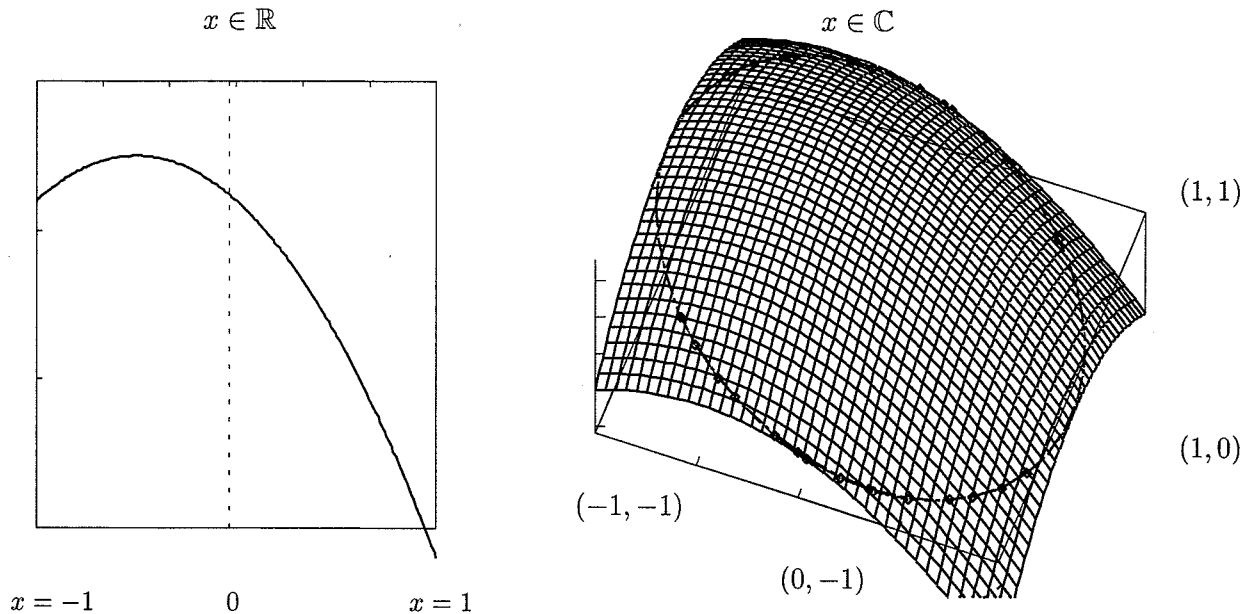 x ∈ ℝ
x ∈ ℂ
(1, 1)
(1, 0)
(−1, −1)
(0, −1)
x = −1
0
x = 1